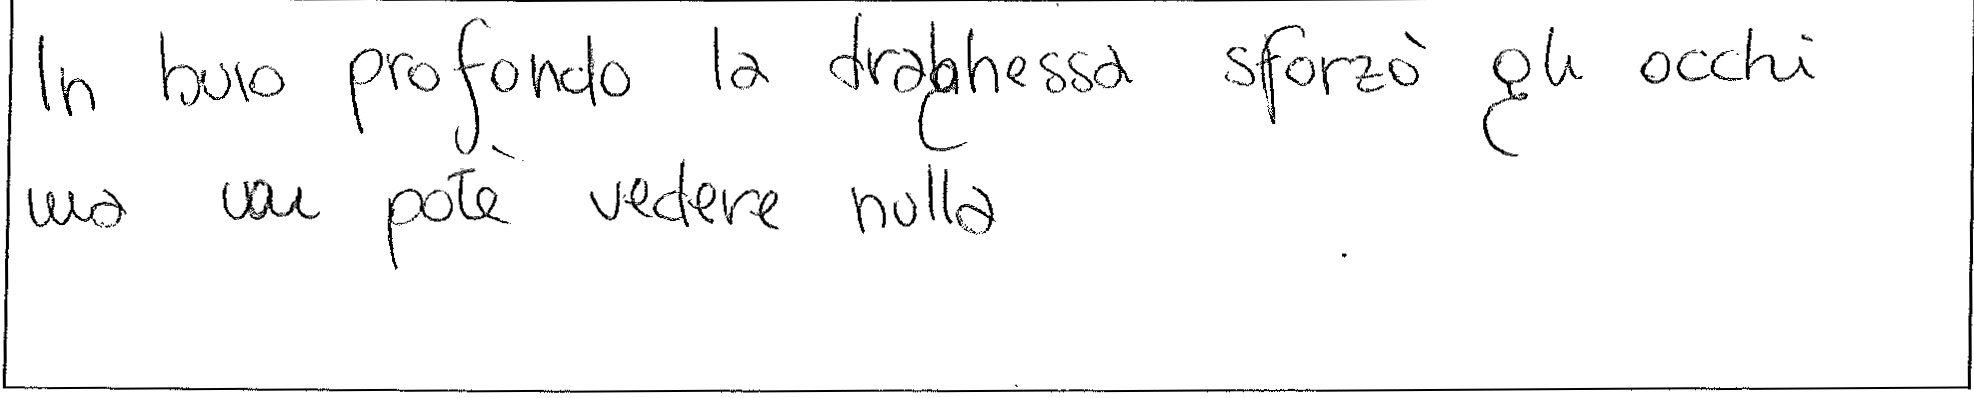 In buio profondo la draghessa sforzò gli occhi
ma non potè vedere nulla